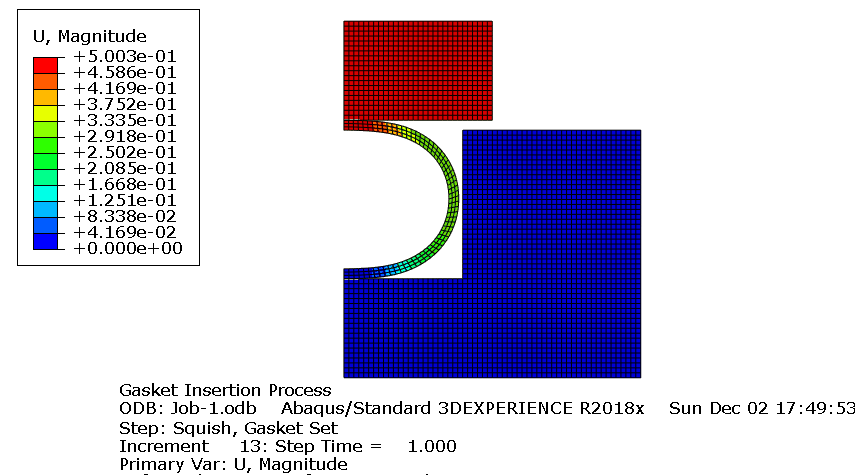 U, Magnitude
+5.003e-01
+4.586e-01
+4.169e-01
+3.752e-01
+3.335e-01
+2.918e-01
+2.502e-01
+2.085e-01
+1.668e-01
+1.251e-01
+8.338e-02
+4.169e-02
+0.000e+00
Gasket Insertion Process
ODB: Job-1.odb Abaqus/Standard 3DEXPERIENCE R2018x Sun Dec 02 17:49:53
Step: Squish, Gasket Set
Increment 13: Step Time = 1.000
Primary Var: U, Magnitude